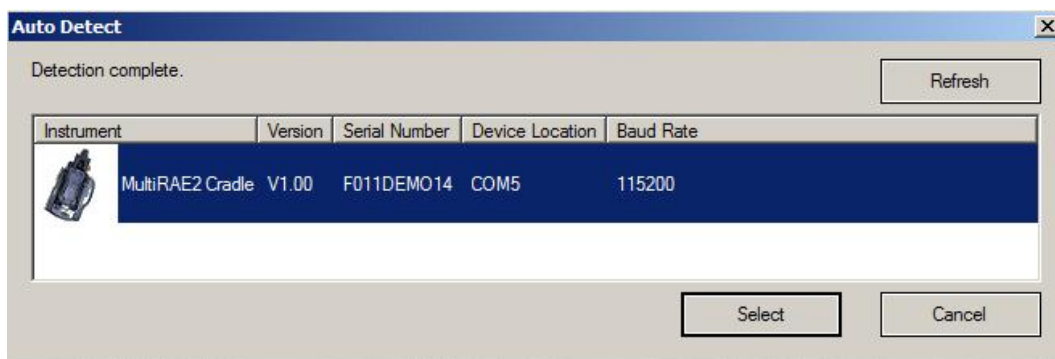 Auto Detect
Detection complete.
Refresh
Instrument Version Serial Number Device Location Baud Rate
MultiRAE2 Cradle V1.00 F011DEMO14 COM5 115200
Select Cancel